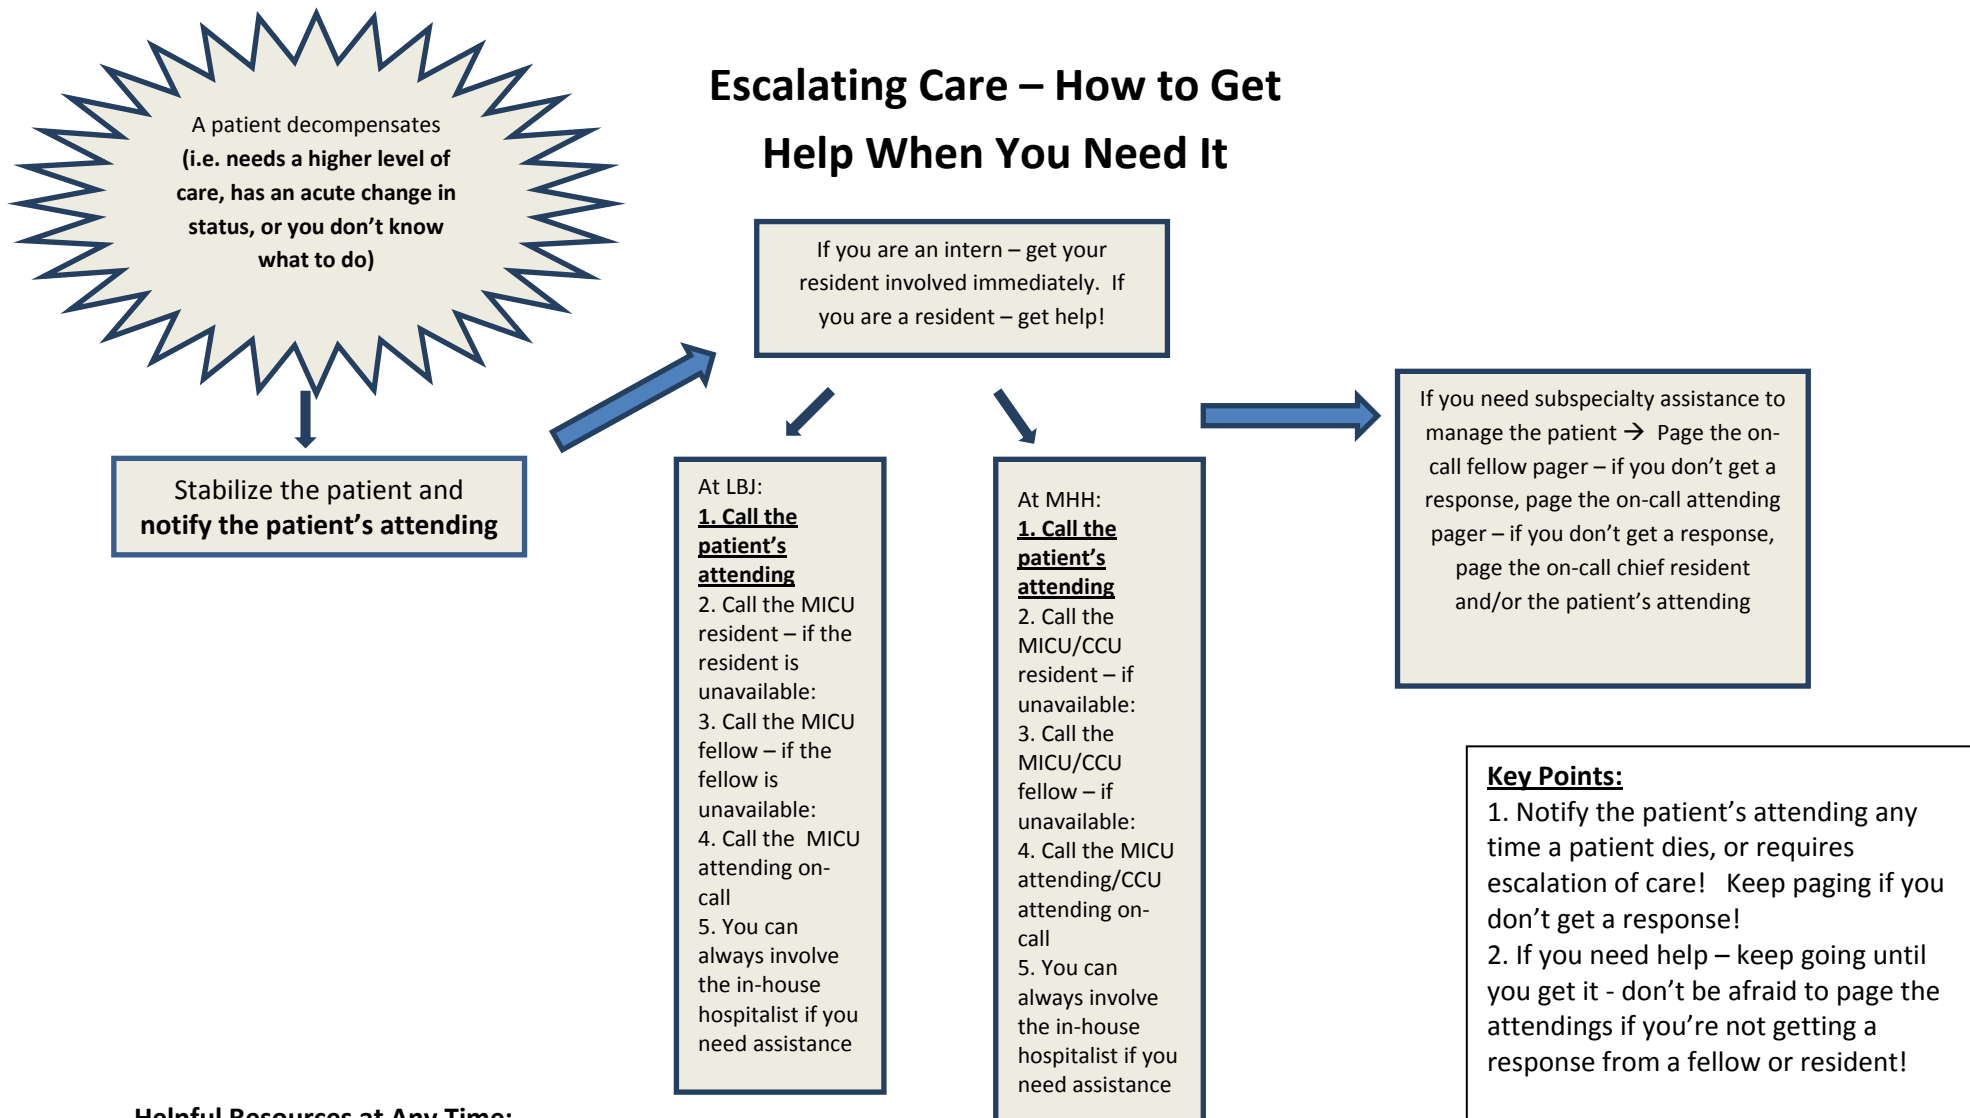 Escalating Care – How to Get
Help When You Need It
A patient decompensates
(i.e. needs a higher level of
care, has an acute change in
status, or you don’t know
what to do)
Stabilize the patient and
notify the patient’s attending
If you are an intern – get your
resident involved immediately.  If
you are a resident – get help!
At LBJ:
1. Call the
patient’s
attending
2. Call the MICU
resident – if the
resident is
unavailable:
3. Call the MICU
fellow – if the
fellow is
unavailable:
4. Call the  MICU
attending on-
call
5. You can
always involve
the in-house
hospitalist if you
need assistance
At MHH:
1. Call the
patient’s
attending
2. Call the
MICU/CCU
resident – if
unavailable:
3. Call the
MICU/CCU
fellow – if
unavailable:
4. Call the MICU
attending/CCU
attending on-
call
5. You can
always involve
the in-house
hospitalist if you
need assistance
If you need subspecialty assistance to
manage the patient →  Page the on-
call fellow pager – if you don’t get a
response, page the on-call attending
pager – if you don’t get a response,
page the on-call chief resident
and/or the patient’s attending
Key Points:
1. Notify the patient’s attending any
time a patient dies, or requires
escalation of care!   Keep paging if you
don’t get a response!
2. If you need help – keep going until
you get it - don’t be afraid to page the
attendings if you’re not getting a
response from a fellow or resident!
Helpful Resources at Any Time: